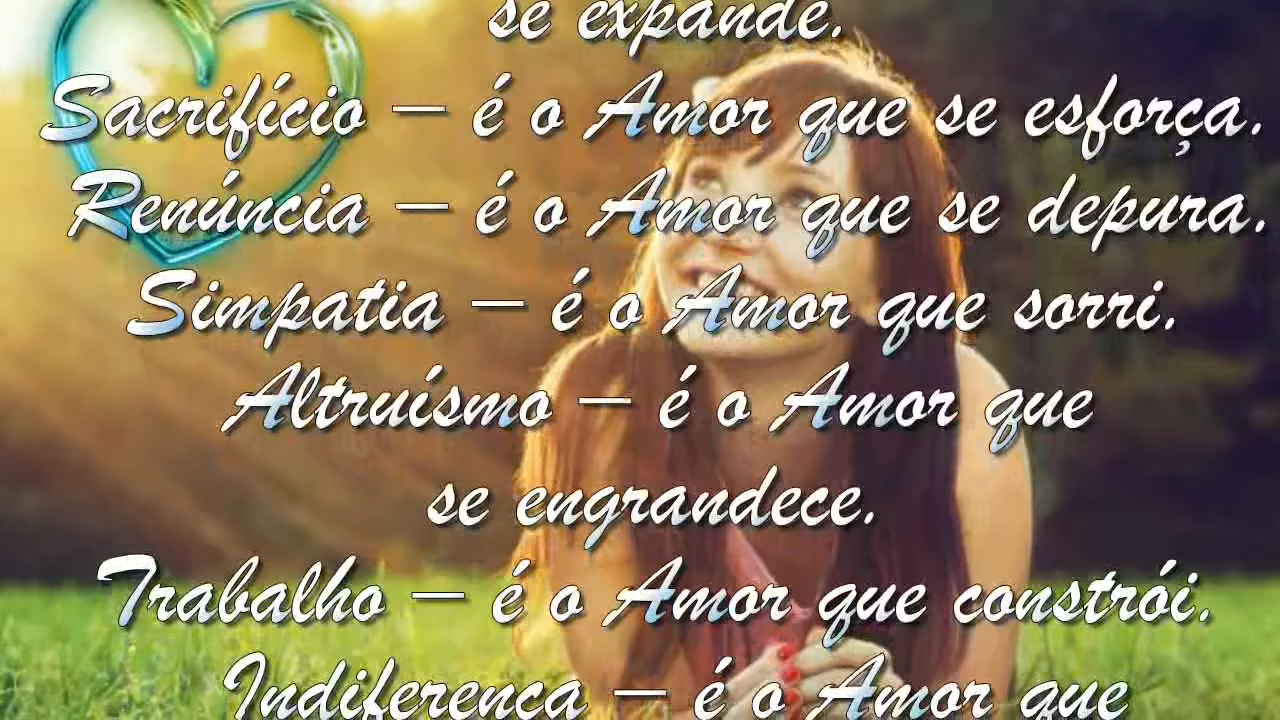 se expande.
Sacrifício – é o Amor que se esforça.
Renúncia – é o Amor que se depura.
Simpatia – é o Amor que sorri.
Altruísmo – é o Amor que
se engrandece.
Trabalho – é o Amor que constrói.
Indiferença – é o Amor que